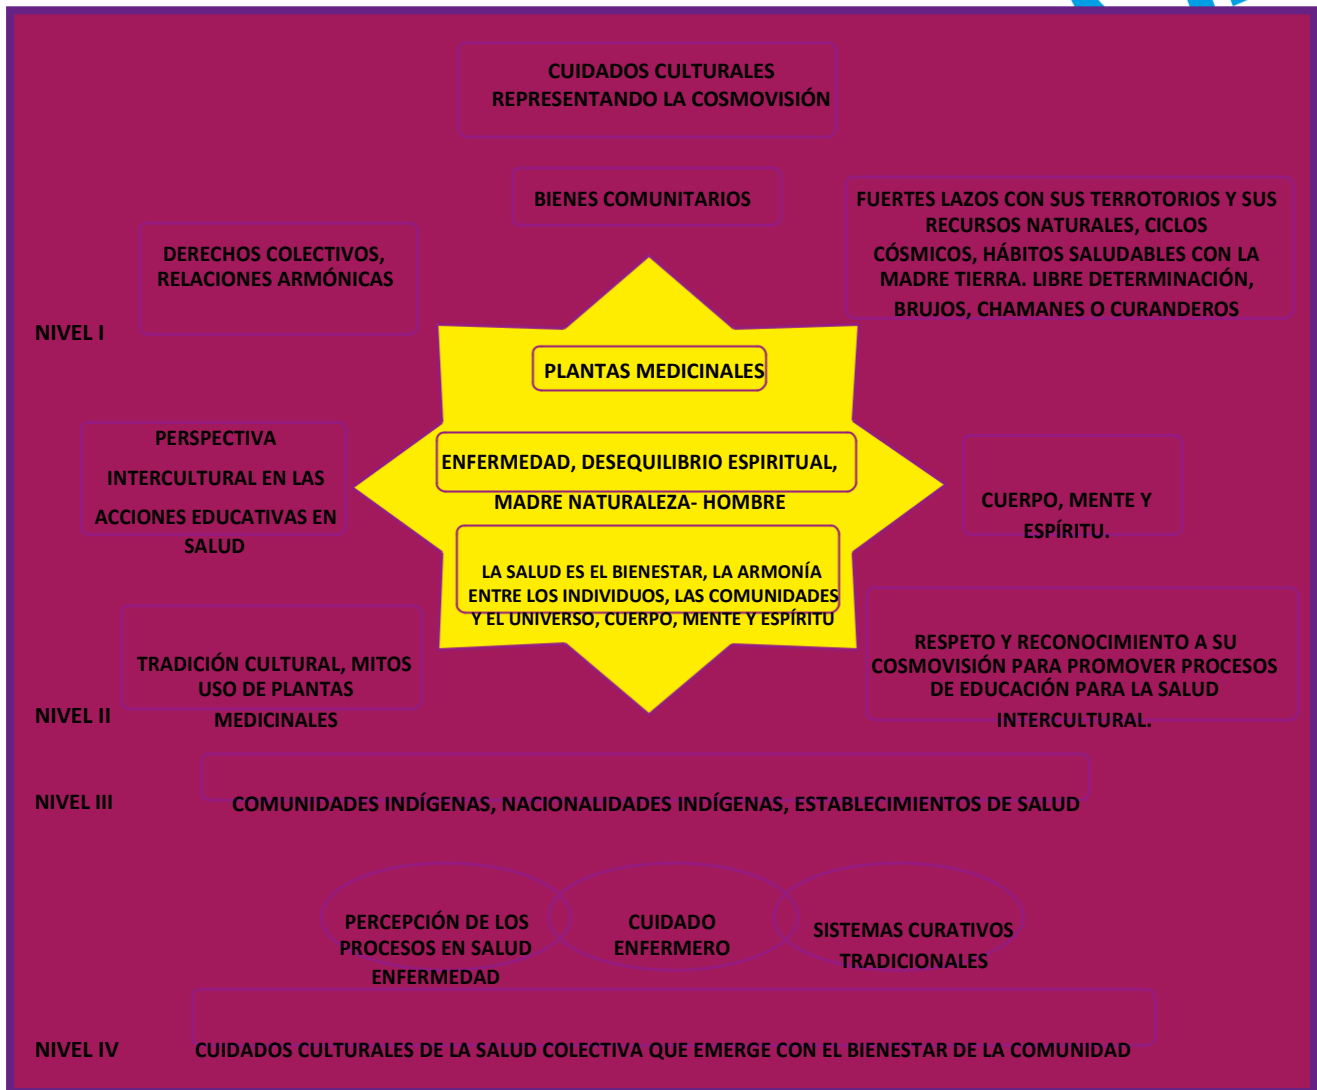 CUIDADOS CULTURALES
REPRESENTANDO LA COSMOVISIÓN
BIENES COMUNITARIOS
FUERTES LAZOS CON SUS TERROTORIOS Y SUS
RECURSOS NATURALES, CICLOS
CÓSMICOS, HÁBITOS SALUDABLES CON LA
MADRE TIERRA. LIBRE DETERMINACIÓN,
BRUJOS, CHAMANES O CURANDEROS
DERECHOS COLECTIVOS,
RELACIONES ARMÓNICAS
NIVEL I
PLANTAS MEDICINALES
PERSPECTIVA
INTERCULTURAL EN LAS
ACCIONES EDUCATIVAS EN
SALUD
ENFERMEDAD, DESEQUILIBRIO ESPIRITUAL,
MADRE NATURALEZA- HOMBRE
CUERPO, MENTE Y
ESPÍRITU.
LA SALUD ES EL BIENESTAR, LA ARMONÍA
ENTRE LOS INDIVIDUOS, LAS COMUNIDADES
Y EL UNIVERSO, CUERPO, MENTE Y ESPÍRITU
TRADICIÓN CULTURAL, MITOS
USO DE PLANTAS
MEDICINALES
RESPETO Y RECONOCIMIENTO A SU
COSMOVISIÓN PARA PROMOVER PROCESOS
DE EDUCACIÓN PARA LA SALUD
INTERCULTURAL.
NIVEL II
NIVEL III
COMUNIDADES INDÍGENAS, NACIONALIDADES INDÍGENAS, ESTABLECIMIENTOS DE SALUD
PERCEPCIÓN DE LOS
PROCESOS EN SALUD
ENFERMEDAD
CUIDADO
ENFERMERO
SISTEMAS CURATIVOS
TRADICIONALES
NIVEL IV
CUIDADOS CULTURALES DE LA SALUD COLECTIVA QUE EMERGE CON EL BIENESTAR DE LA COMUNIDAD